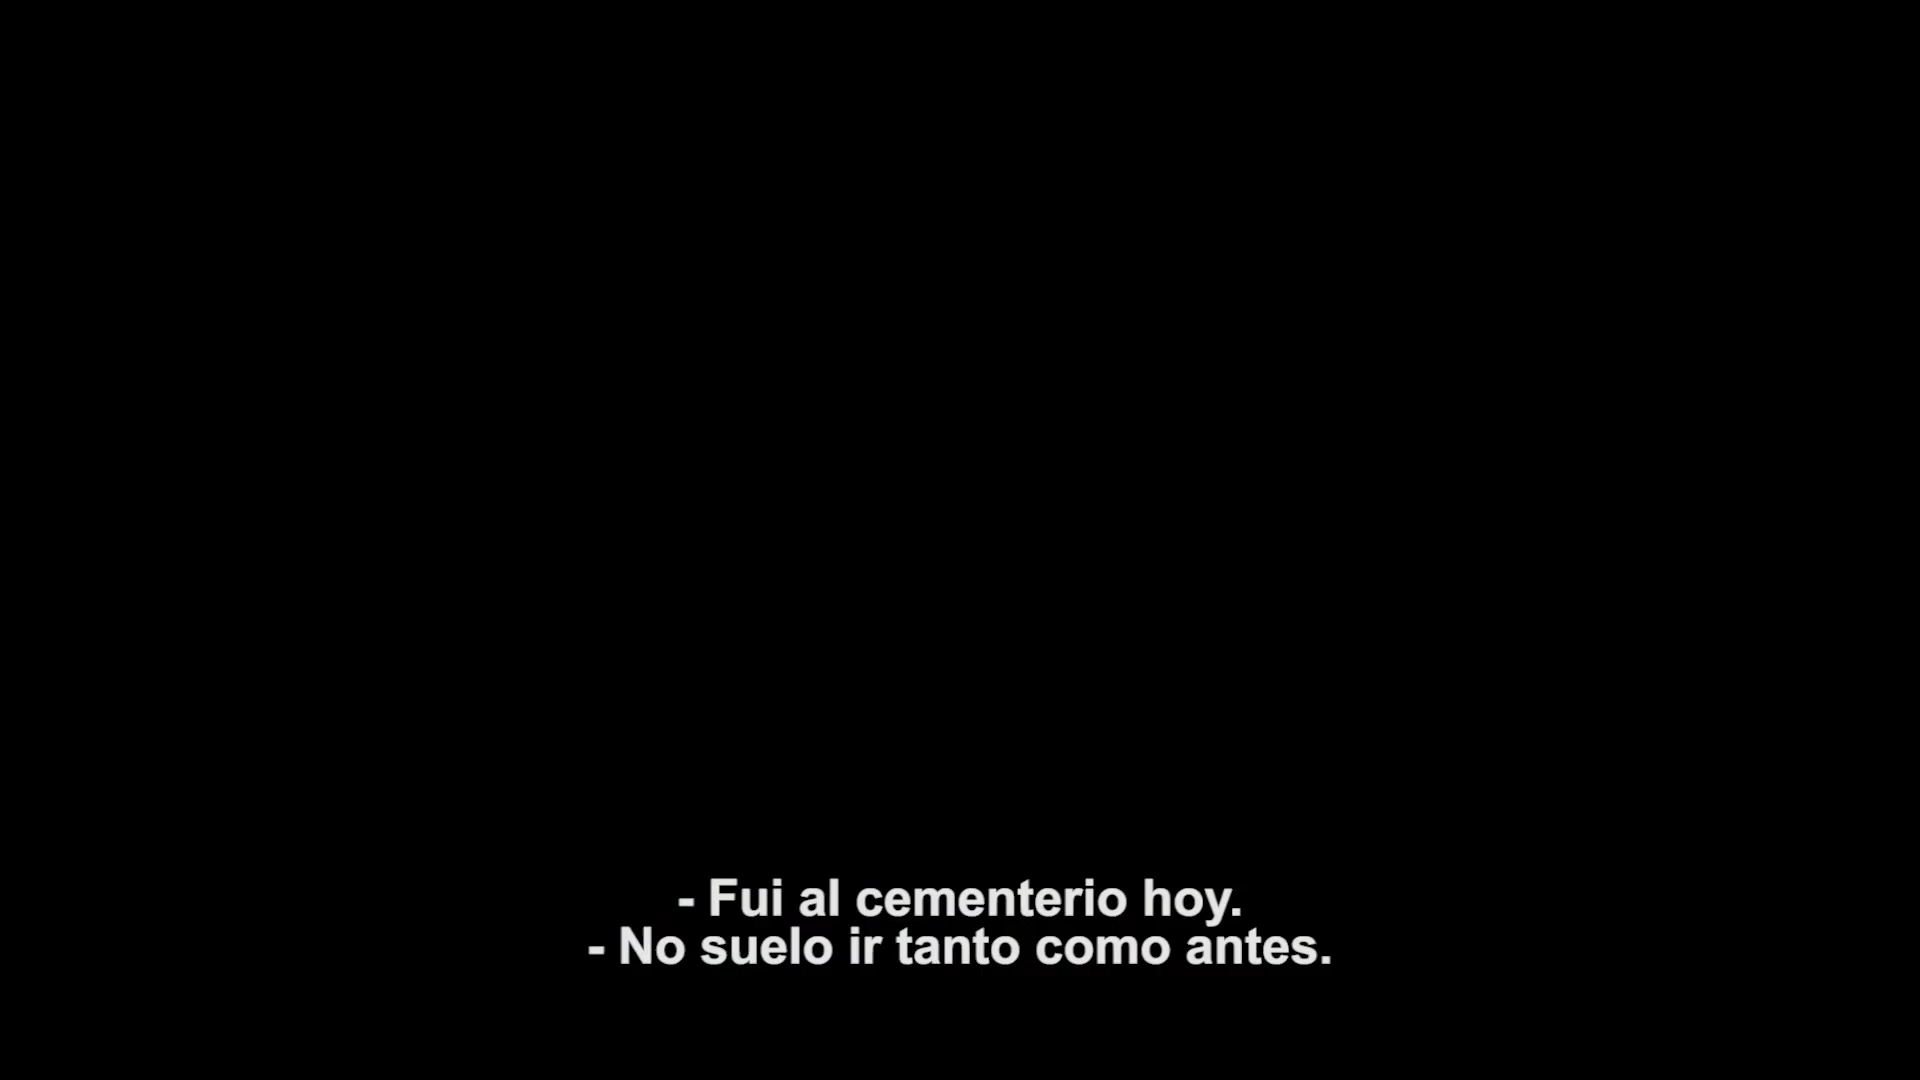 - Fui al cementerio hoy.
- No suelo ir tanto como antes.